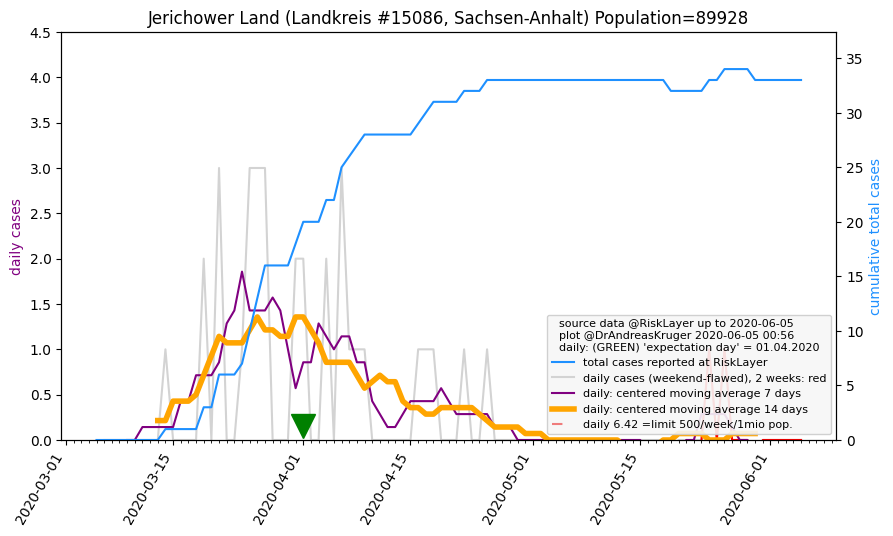 Jerichower Land (Landkreis #15086, Sachsen-Anhalt) Population=89928
4.5
4.0
3.5
3.0
2.5
2.0
1.5
1.0
0.5
0.0
daily cases
35
30
25
20
15
10
5
0
cumulative total cases
source data @RiskLayer up to 2020-06-05
plot @DrAndreasKruger 2020-06-05 00:56
daily: (GREEN) 'expectation day' = 01.04.2020
total cases reported at RiskLayer
daily cases (weekend-flawed), 2 weeks: red
daily: centered moving average 7 days
daily: centered moving average 14 days
daily 6.42 =limit 500/week/1mio pop.
2020-03-01
2020-03-15
2020-04-01
2020-04-15
2020-05-01
2020-05-15
2020-06-01